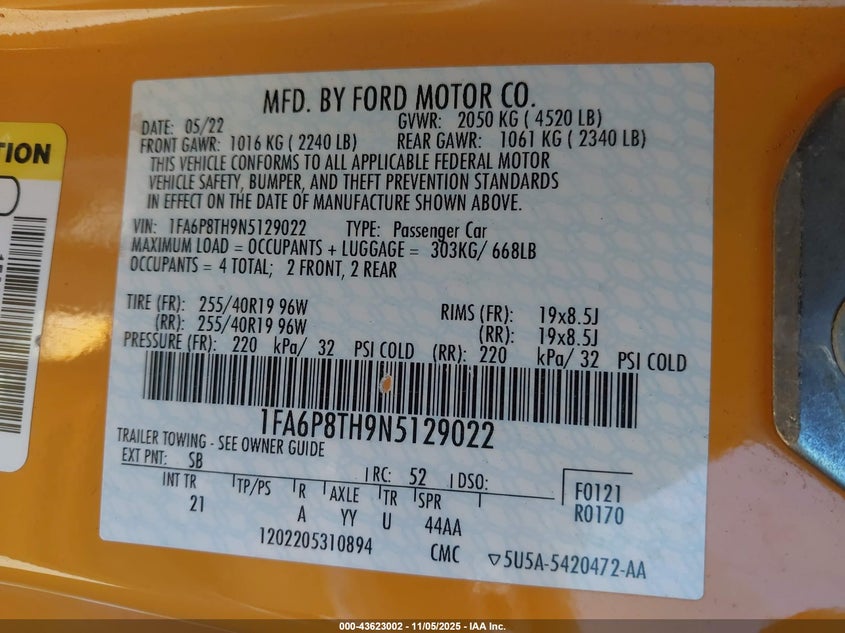 TION
MFD. BY FORD MOTOR CO.
DATE: 05/22 GVWR: 2050 KG ( 4520 LB)
FRONT GAWR: 1016 KG ( 2240 LB) REAR GAWR: 1061 KG ( 2340 LB)
THIS VEHICLE CONFORMS TO ALL APPLICABLE FEDERAL MOTOR
VEHICLE SAFETY, BUMPER, AND THEFT PREVENTION STANDARDS
IN EFFECT ON THE DATE OF MANUFACTURE SHOWN ABOVE.
VIN: 1FA6P8TH9N5129022 TYPE: Passenger Car
MAXIMUM LOAD = OCCUPANTS + LUGGAGE = 303KG/ 668LB
OCCUPANTS = 4 TOTAL; 2 FRONT, 2 REAR
TIRE (FR): 255/40R19 96W RIMS (FR): 19x8.5J
(RR): 255/40R19 96W (RR): 19x8.5J
PRESSURE (FR): 220 kPa/ 32 PSI COLD (RR): 220 kPa/ 32 PSI COLD
1FA6P8TH9N5129022
TRAILER TOWING - SEE OWNER GUIDE
EXT PNT: SB RC: 52 DSO:
INT TR TP/PS R AXLE TR SPR F0121
21 A YY U 44AA R0170
1202205310894 CMC 5U5A-5420472-AA
000-43623002 - 11/05/2025 - IAA Inc.